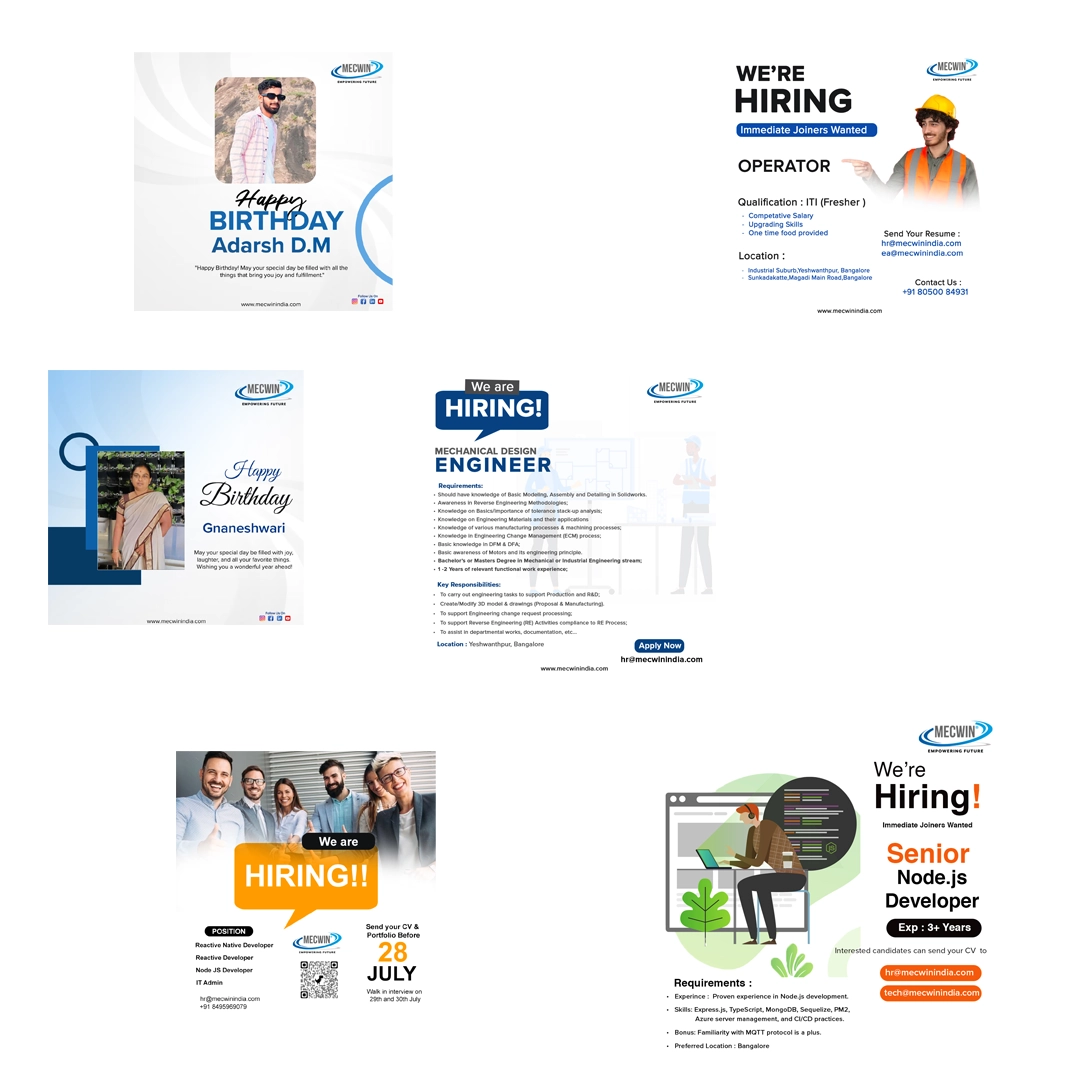 MECWIN
EMPOWERING FUTURE
Happy
BIRTHDAY
Adarsh D.M
"Happy Birthday! May your special day be filled with all the
things that bring you joy and fulfillment."
Follow Us On
www.mecwinindia.com
WE'RE
HIRING
MECWIN
EMPOWERING FUTURE
Immediate Joiners Wanted
OPERATOR
Qualification : ITI (Fresher )
- Competative Salary
- Upgrading Skills
- One time food provided
Location :
- Industrial Suburb,Yeshwanthpur, Bangalore
- Sunkadakatte,Magadi Main Road,Bangalore
Send Your Resume :
hr@mecwinindia.com
ea@mecwinindia.com
Contact Us :
+91 80500 84931
www.mecwinindia.com
MECWIN
EMPOWERING FUTURE
Happy
Birthday
Gnaneshwari
May your special day be filled with joy,
laughter, and all your favorite things.
Wishing you a wonderful year ahead!
Follow Us On
www.mecwinindia.com
We are
HIRING!
MECWIN
EMPOWERING FUTURE
MECHANICAL DESIGN
ENGINEER
Requirements:
• Should have knowledge of Basic Modeling, Assembly and Detailing in Solidworks.
• Awareness in Reverse Engineering Methodologies;
• Knowledge on Basics/Importance of tolerance stack-up analysis;
• Knowledge on Engineering Materials and their applications
• Knowledge of various manufacturing processes & machining processes;
• Knowledge in Engineering Change Management (ECM) process;
• Basic knowledge in DFM & DFA;
• Basic awareness of Motors and its engineering principle.
• Bachelor's or Masters Degree in Mechanical or Industrial Engineering stream;
• 1 -2 Years of relevant functional work experience;
Key Responsibilities:
• To carry out engineering tasks to support Production and R&D;
• Create/Modify 3D model & drawings (Proposal & Manufacturing).
• To support Engineering change request processing;
• To support Reverse Engineering (RE) Activities compliance to RE Process;
• To assist in departmental works, documentation, etc...
Location : Yeshwanthpur, Bangalore
Apply Now
hr@mecwinindia.com
www.mecwinindia.com
We are
HIRING!!
POSITION
Reactive Native Developer
Reactive Developer
Node JS Developer
IT Admin
hr@mecwinindia.com
+91 8495969079
MECWIN
EMPOWERING FUTURE
Send your CV &
Portfolio Before
28
JULY
Walk in interview on
29th and 30th July
MECWIN
EMPOWERING FUTURE
We're
Hiring!
Immediate Joiners Wanted
Senior
Node.js
Developer
Exp : 3+ Years
Interested candidates can send your CV to
hr@mecwinindia.com
tech@mecwinindia.com
Requirements :
• Experince : Proven experience in Node.js development.
• Skills: Express.js, TypeScript, MongoDB, Sequelize, PM2,
Azure server management, and CI/CD practices.
• Bonus: Familiarity with MQTT protocol is a plus.
• Preferred Location : Bangalore